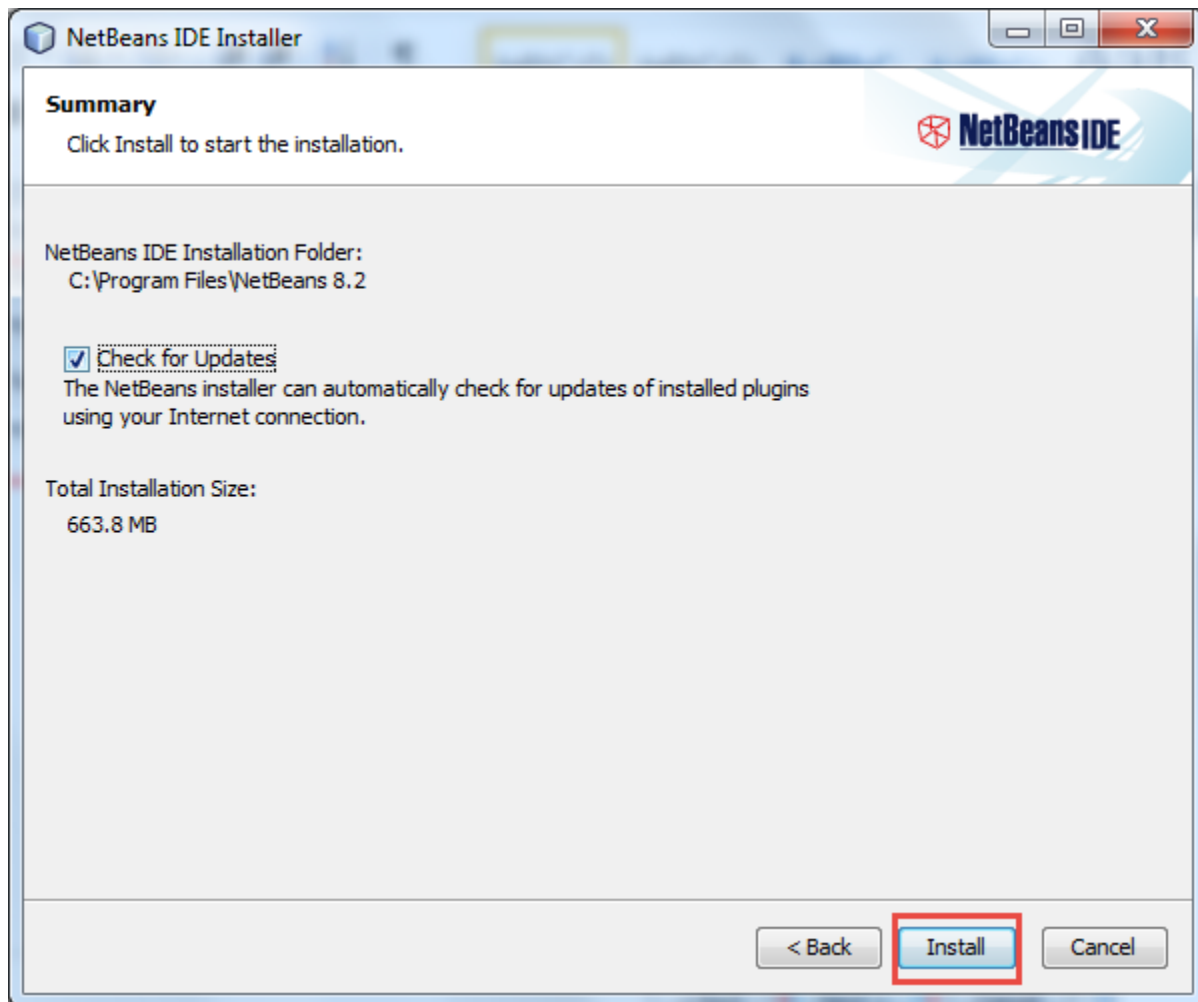 NetBeans IDE Installer
Summary
Click Install to start the installation.
NetBeans IDE
NetBeans IDE Installation Folder:
C:\Program Files\NetBeans 8.2
Check for Updates
The NetBeans installer can automatically check for updates of installed plugins
using your Internet connection.
Total Installation Size:
663.8 MB
< Back Install Cancel